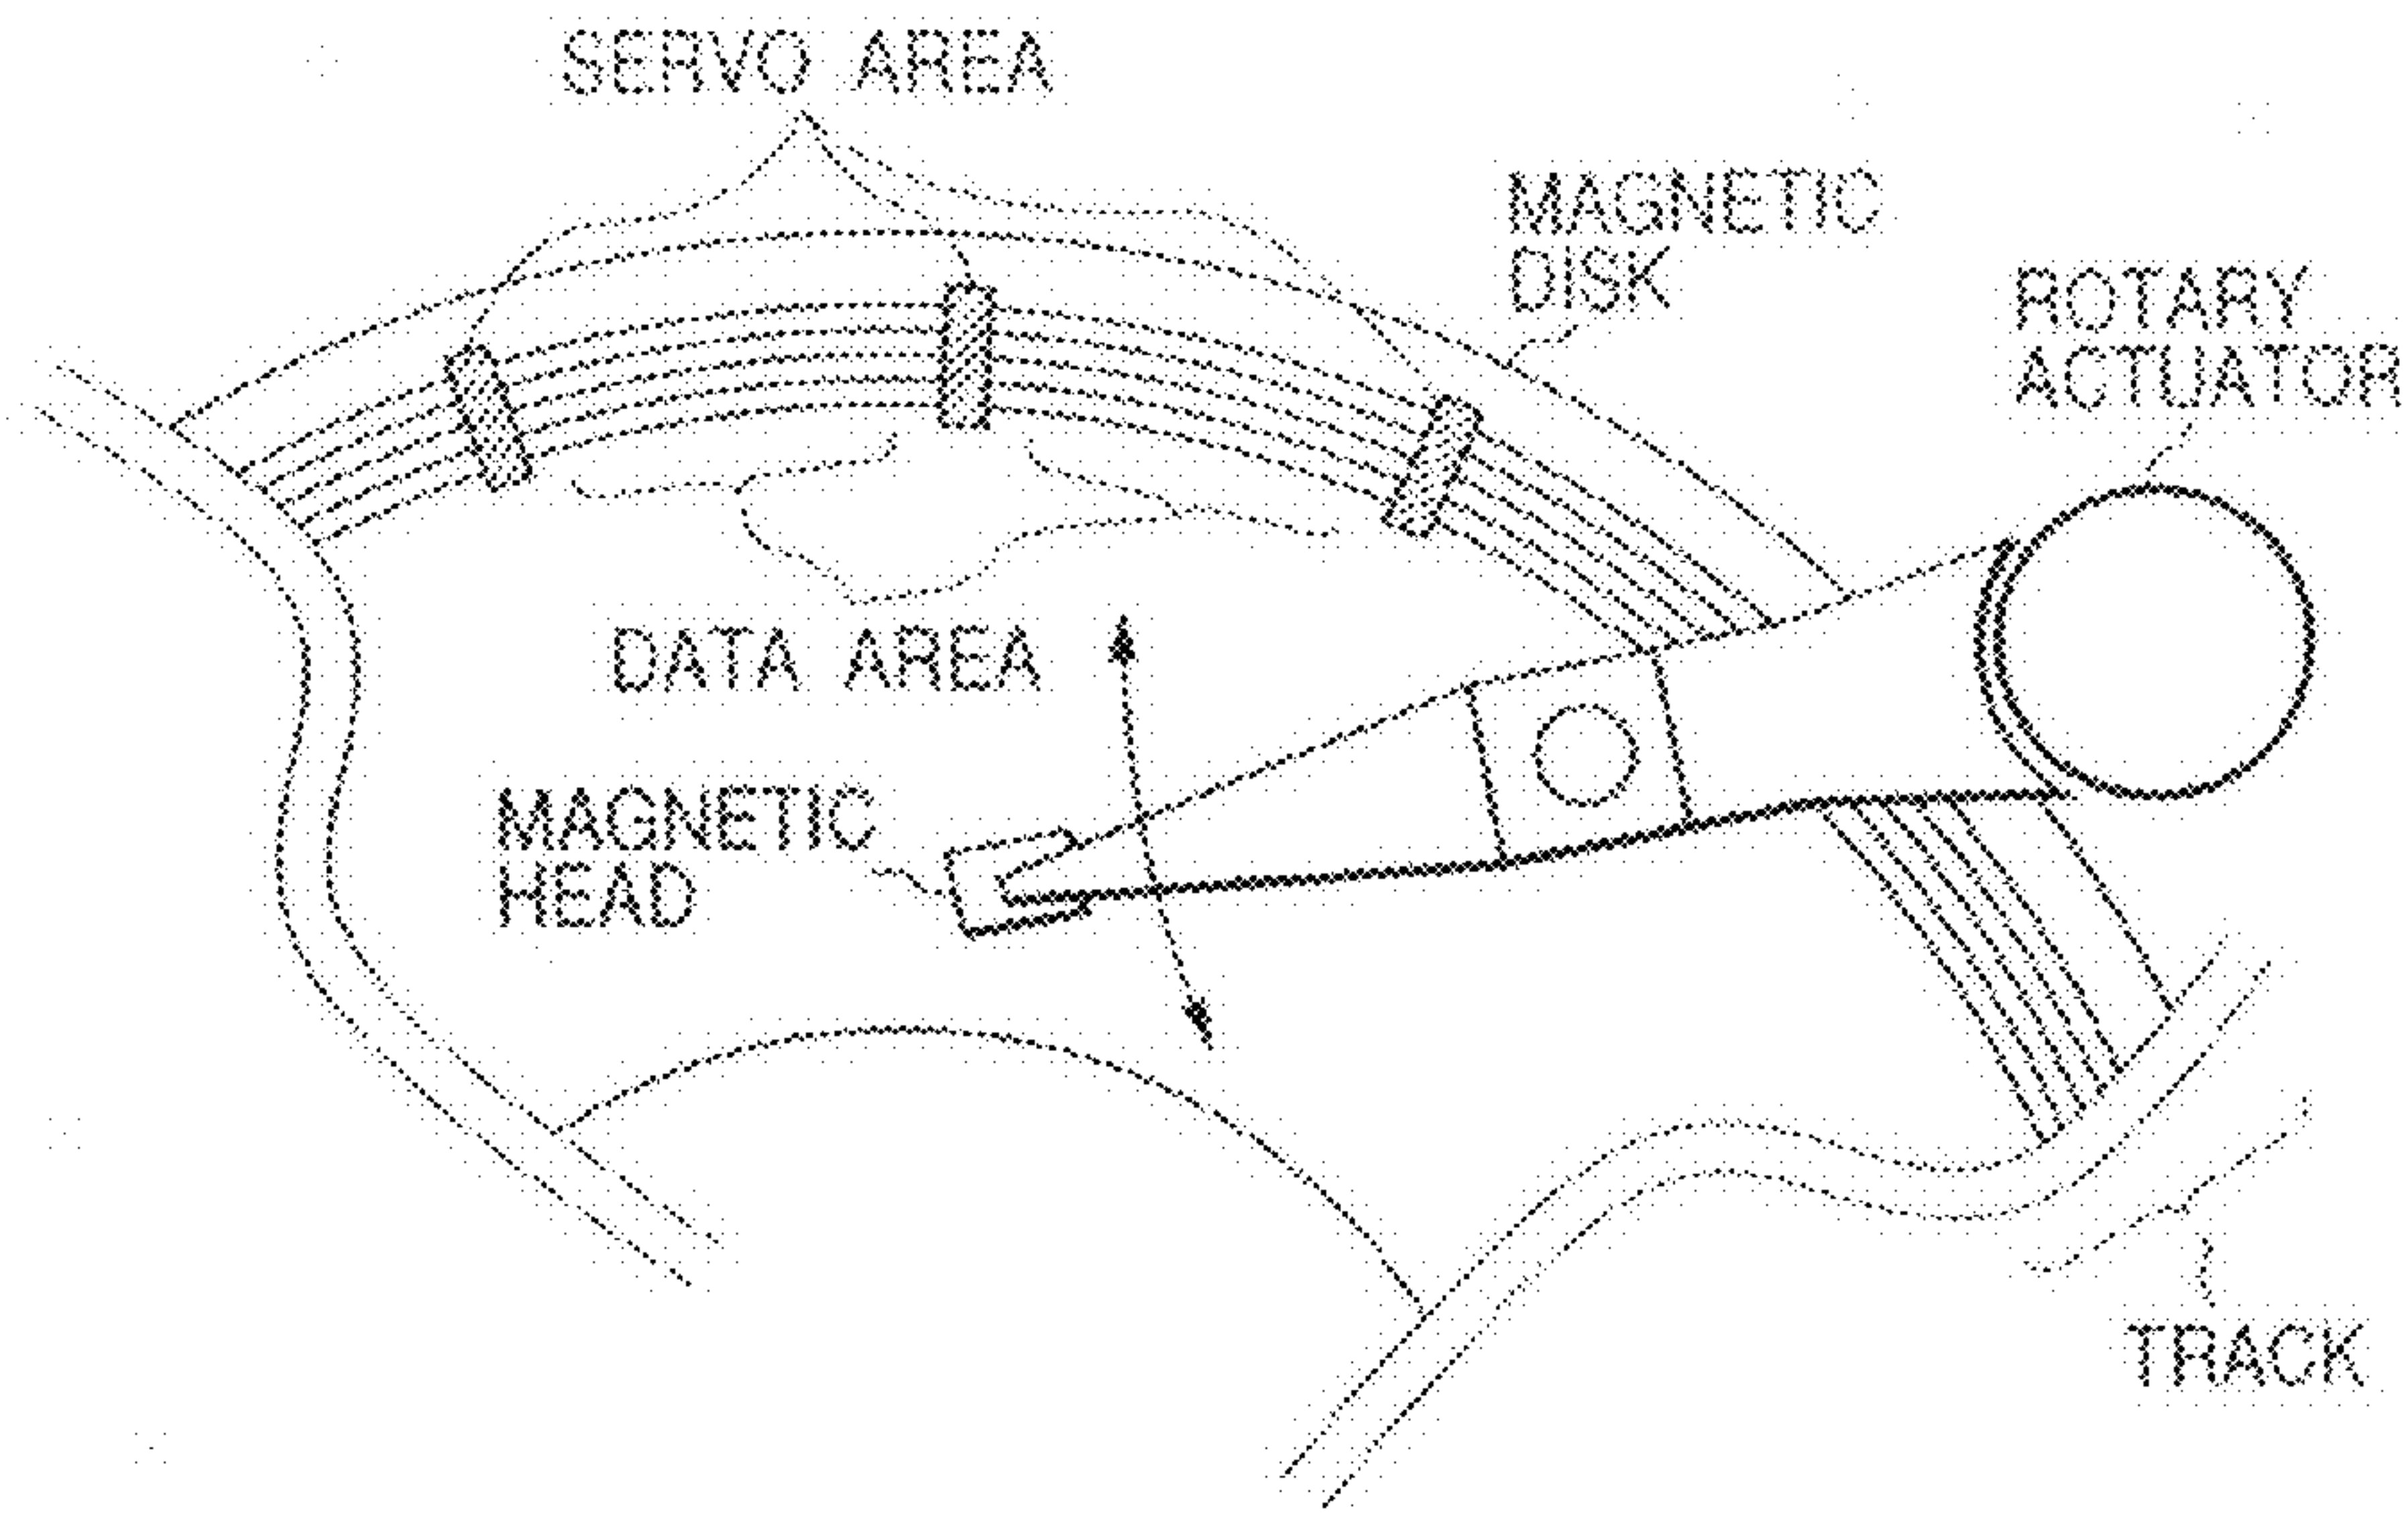 SERVO AREA
MAGNETIC
DISK
ROTARY
ACTUATOR
DATA AREA
MAGNETIC
HEAD
TRACK